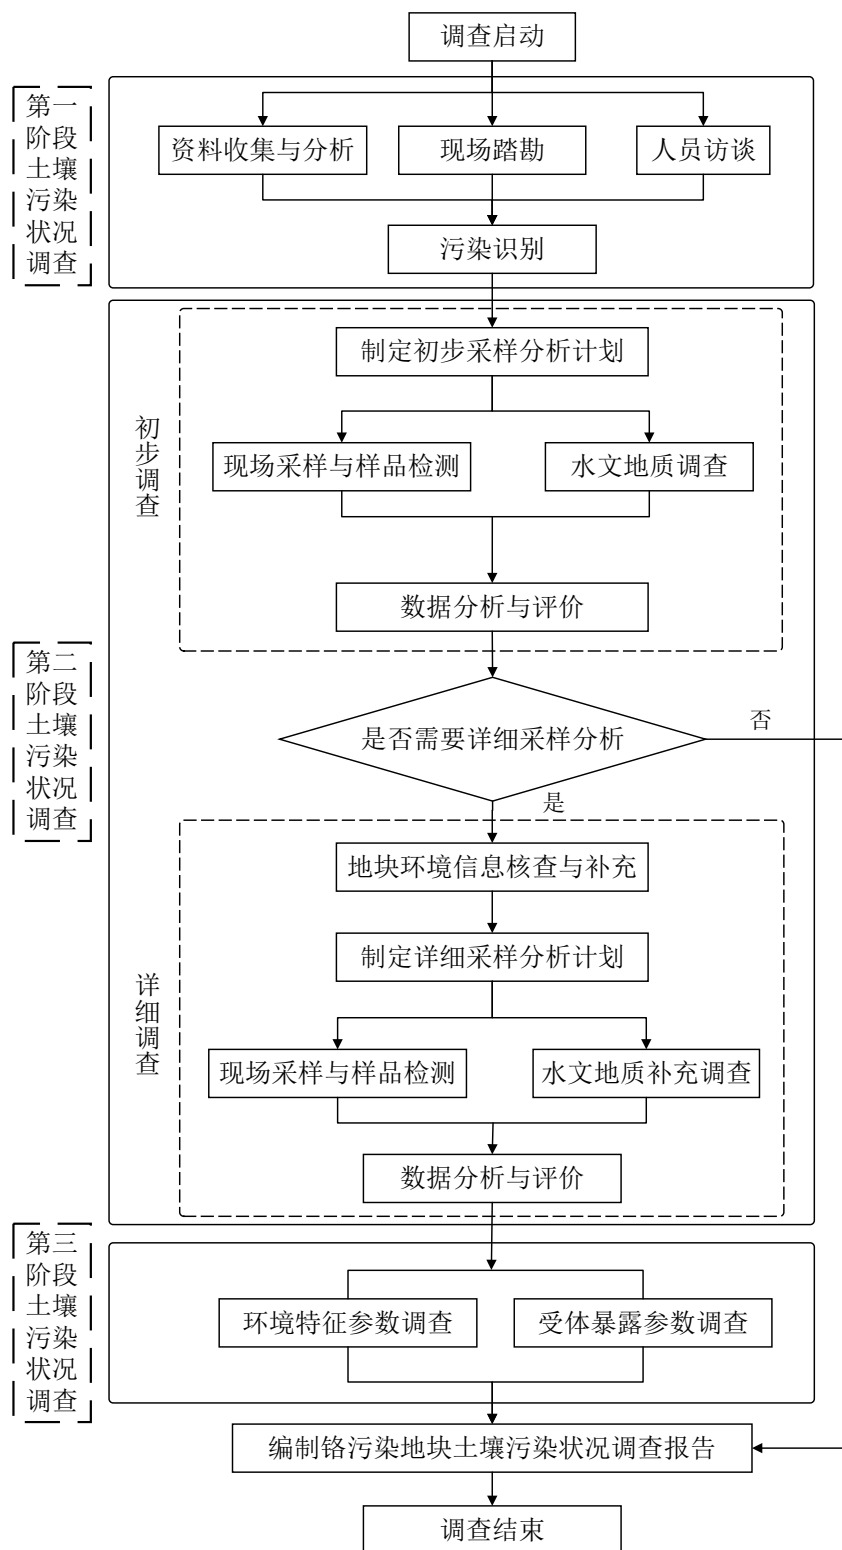 调查启动
第一
阶段
土壤
污染
状况
调查
资料收集与分析
现场踏勘
人员访谈
污染识别
初步调查
制定初步采样分析计划
现场采样与样品检测
水文地质调查
数据分析与评价
第二
阶段
土壤
污染
状况
调查
是否需要详细采样分析
否
是
详细调查
地块环境信息核查与补充
制定详细采样分析计划
现场采样与样品检测
水文地质补充调查
数据分析与评价
第三
阶段
土壤
污染
状况
调查
环境特征参数调查
受体暴露参数调查
编制铬污染地块土壤污染状况调查报告
调查结束